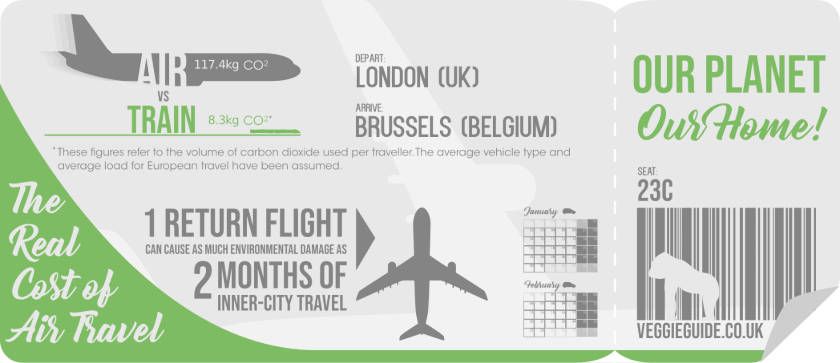 AIR 117.4kg CO²
VS
TRAIN 8.3kg CO²*
DEPART:
LONDON (UK)
ARRIVE:
BRUSSELS (BELGIUM)
*These figures refer to the volume of carbon dioxide used per traveller. The average vehicle type and
average load for European travel have been assumed.
The
Real
Cost of
Air Travel
1 RETURN FLIGHT
CAN CAUSE AS MUCH ENVIRONMENTAL DAMAGE AS
2 MONTHS OF
INNER-CITY TRAVEL
January
February
OUR PLANET
Our Home!
SEAT:
23C
VEGGIEGUIDE.CO.UK